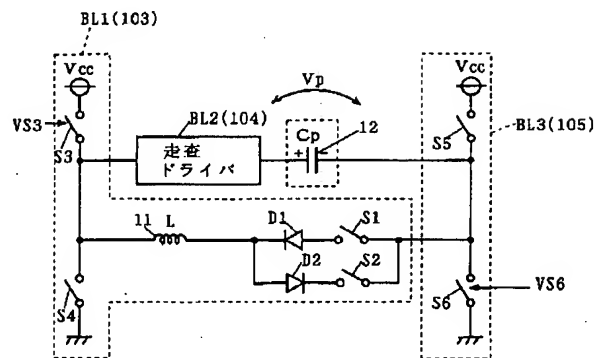 BL1(103)
Vcc
VS3
S3
BL2(104)
走査
ドライバ
Vp
Cp
12
+
-
Vcc
S5
BL3(105)
11 L
D1
S1
D2
S2
S4
S6
VS6